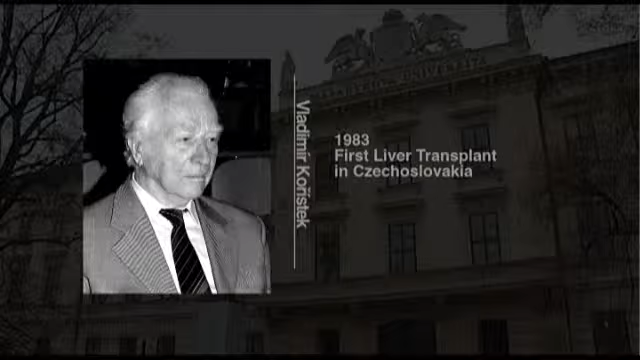 Vladimír Kořístek
1983
First Liver Transplant
in Czechoslovakia